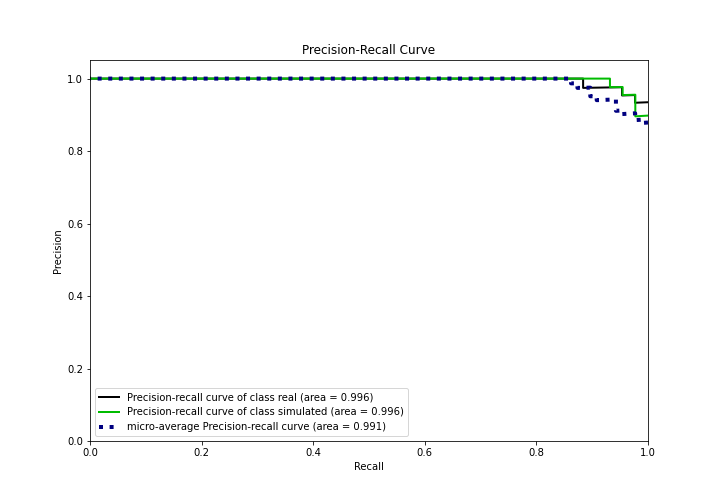 Precision-Recall Curve
1.0
0.8
0.6
0.4
0.2
0.0
Precision
Precision-recall curve of class real (area = 0.996)
Precision-recall curve of class simulated (area = 0.996)
micro-average Precision-recall curve (area = 0.991)
0.0 0.2 0.4 0.6 0.8 1.0
Recall